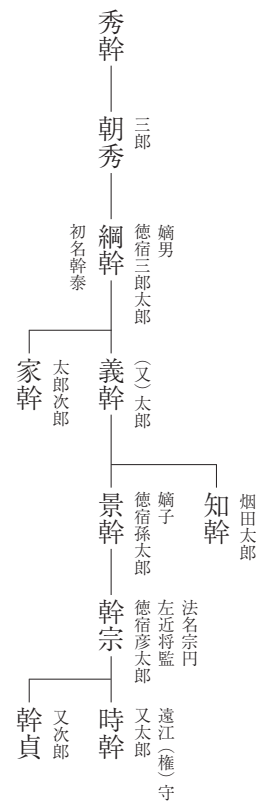 秀幹
三郎
朝秀
嫡男
徳宿三郎太郎
綱幹
初名幹泰
(又)太郎
義幹
太郎次郎
家幹
烟田太郎
知幹
嫡子
徳宿孫太郎
景幹
法名宗円
左近将監
徳宿彦太郎
幹宗
遠江(権)守
又太郎
時幹
又次郎
幹貞